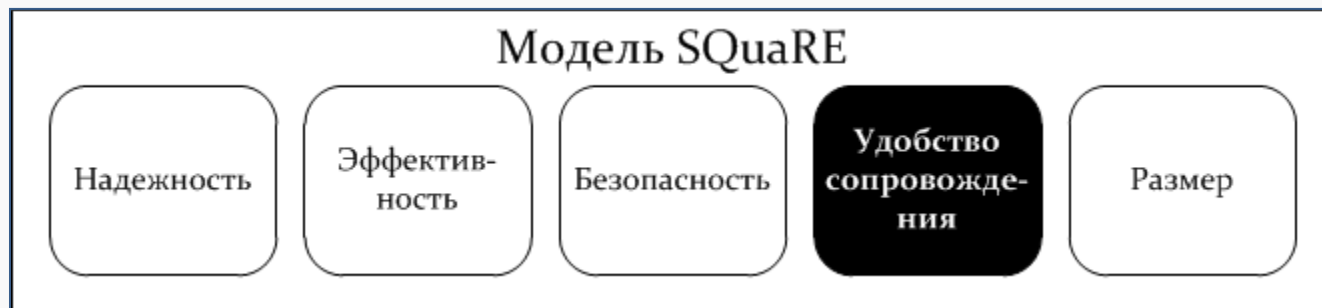 Модель SQuaRE
Надежность
Эффектив-
ность
Безопасность
Удобство
сопровожде-
ния
Размер